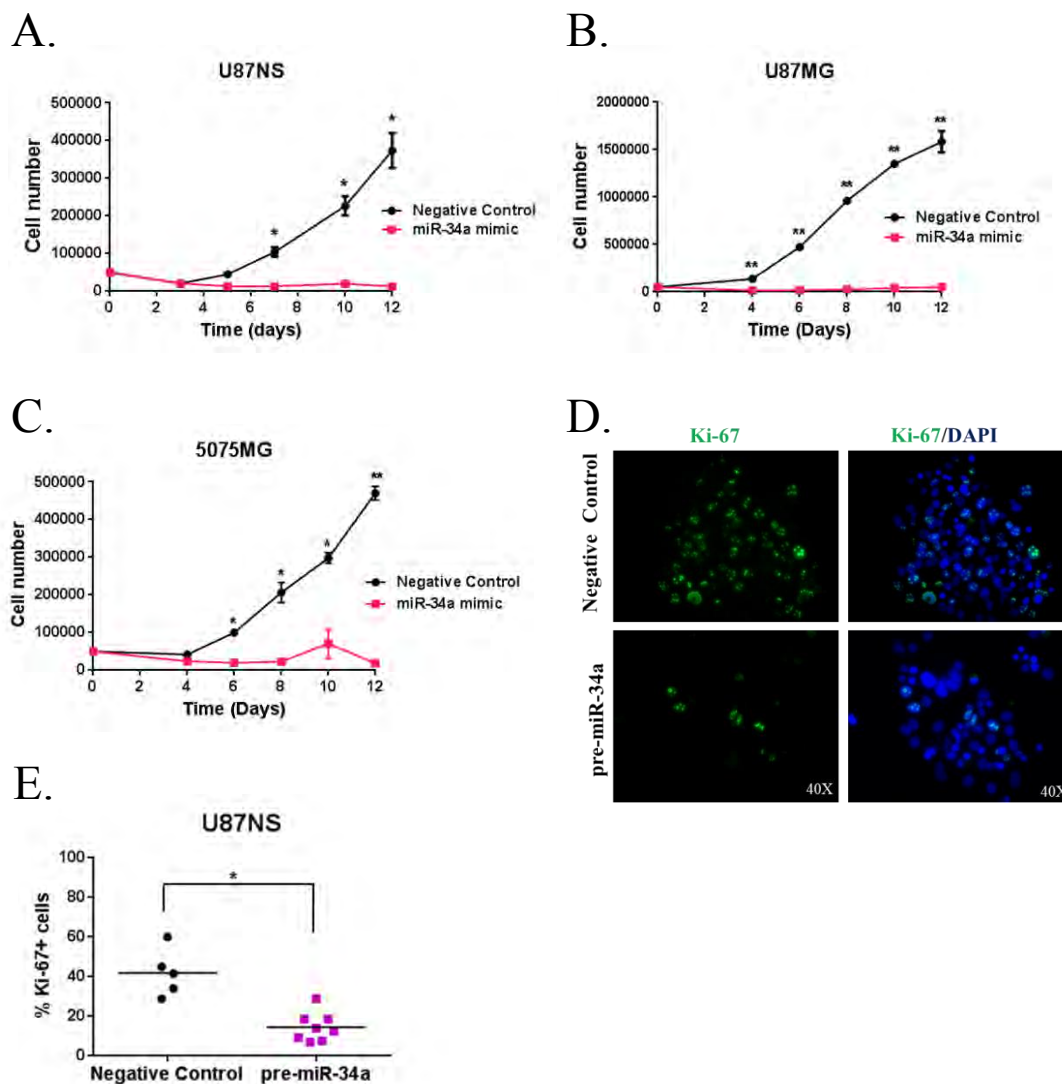 A.
U87NS
Cell number
500000
400000
300000
200000
100000
0
0 2 4 6 8 10 12
Time (days)
* * *
Negative Control
miR-34a mimic
B.
U87MG
Cell number
2000000
1500000
1000000
500000
0
0 2 4 6 8 10 12
Time (Days)
** ** ** ** **
Negative Control
miR-34a mimic
C.
5075MG
Cell number
500000
400000
300000
200000
100000
0
0 2 4 6 8 10 12
Time (Days)
* * * **
Negative Control
miR-34a mimic
D.
Ki-67 Ki-67/DAPI
Negative Control
pre-miR-34a
40X 40X
E.
U87NS
% Ki-67+ cells
100
80
60
40
20
0
*
Negative Control pre-miR-34a